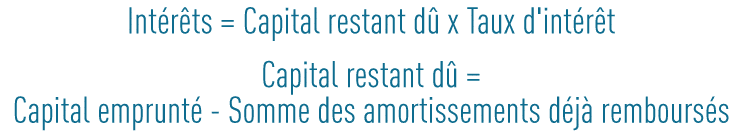 Intérêts = Capital restant dû x Taux d'intérêt
Capital restant dû =
Capital emprunté - Somme des amortissements déjà remboursés